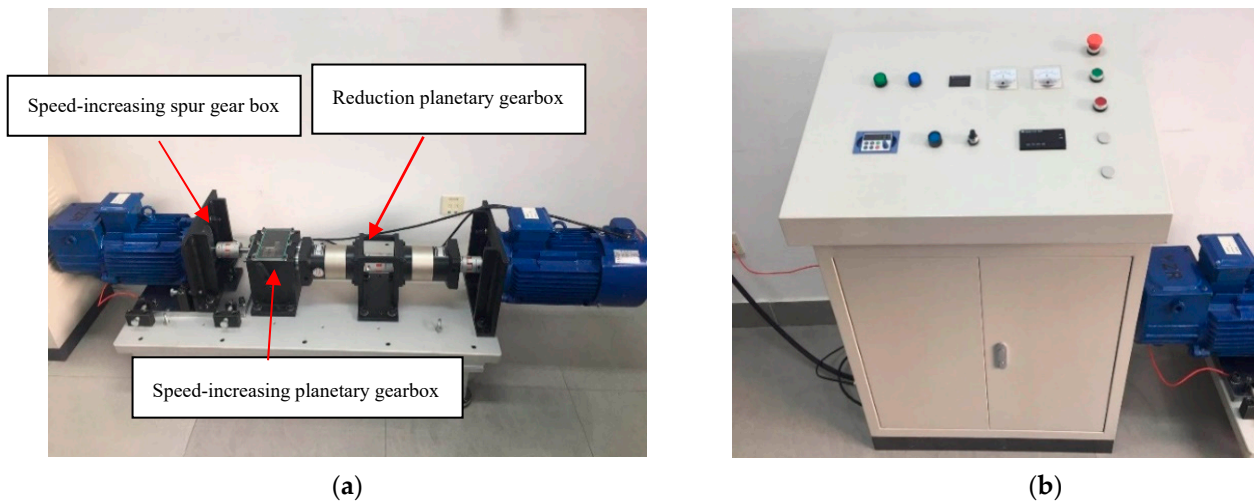 Speed-increasing spur gear box
Reduction planetary gearbox
Speed-increasing planetary gearbox
(a)
(b)